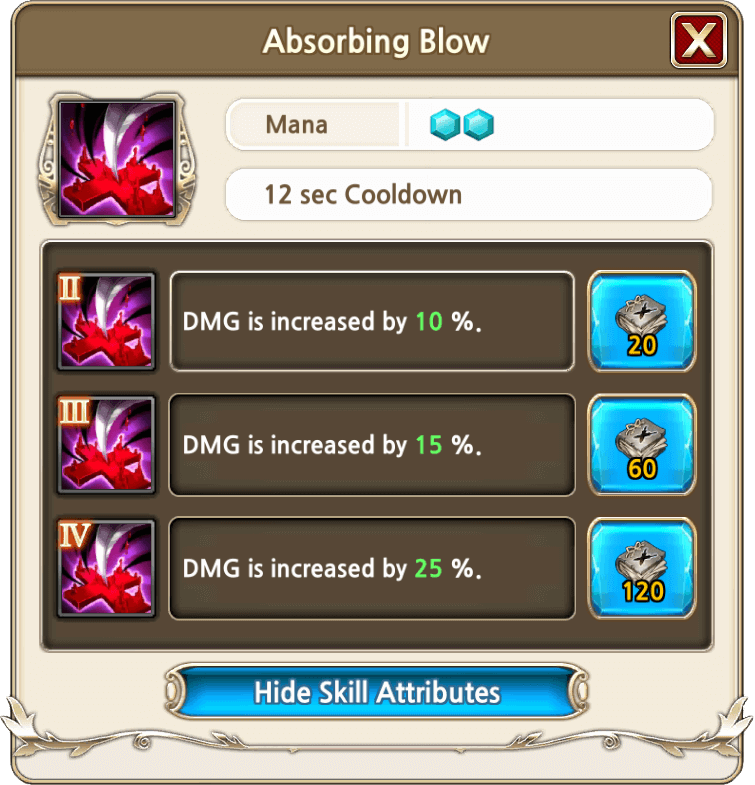 Absorbing Blow
X
Mana
12 sec Cooldown
II
DMG is increased by 10 %.
20
III
DMG is increased by 15 %.
60
IV
DMG is increased by 25 %.
120
Hide Skill Attributes